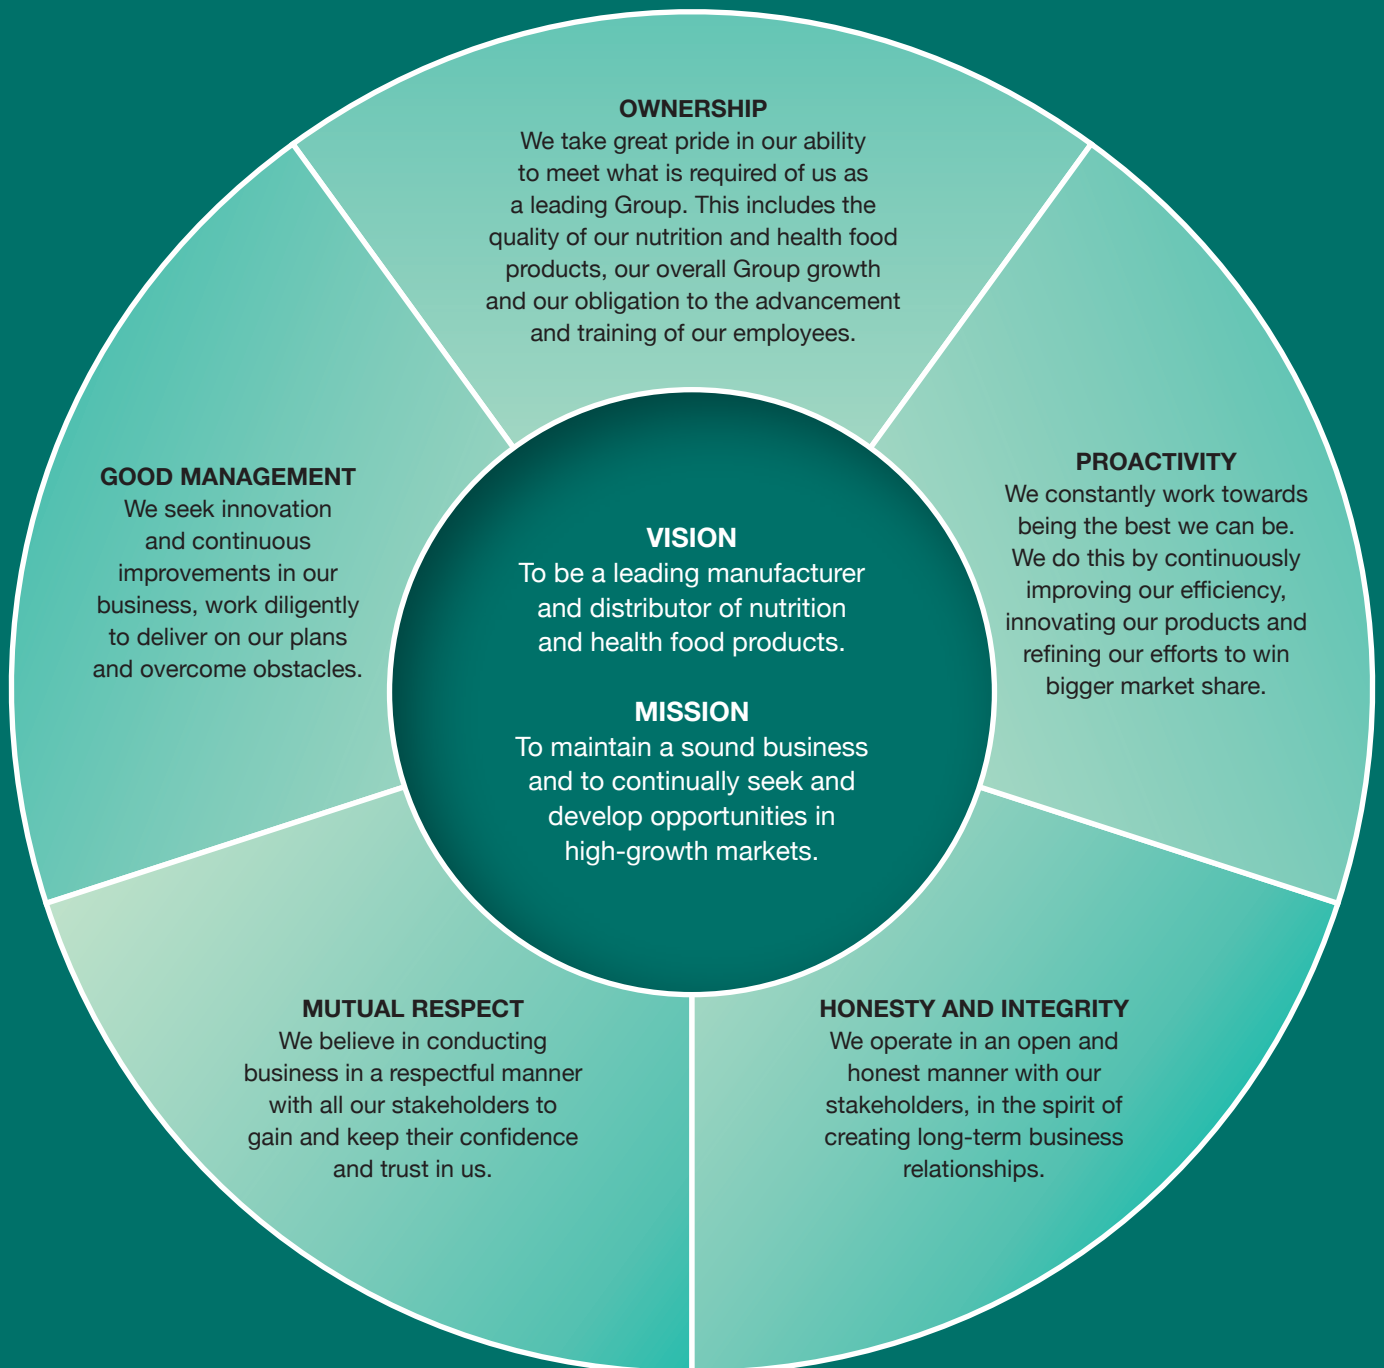 OWNERSHIP
We take great pride in our ability
to meet what is required of us as
a leading Group. This includes the
quality of our nutrition and health food
products, our overall Group growth
and our obligation to the advancement
and training of our employees.
PROACTIVITY
We constantly work towards
being the best we can be.
We do this by continuously
improving our efficiency,
innovating our products and
refining our efforts to win
bigger market share.
HONESTY AND INTEGRITY
We operate in an open and
honest manner with our
stakeholders, in the spirit of
creating long-term business
relationships.
MUTUAL RESPECT
We believe in conducting
business in a respectful manner
with all our stakeholders to
gain and keep their confidence
and trust in us.
GOOD MANAGEMENT
We seek innovation
and continuous
improvements in our
business, work diligently
to deliver on our plans
and overcome obstacles.
VISION
To be a leading manufacturer
and distributor of nutrition
and health food products.
MISSION
To maintain a sound business
and to continually seek and
develop opportunities in
high-growth markets.